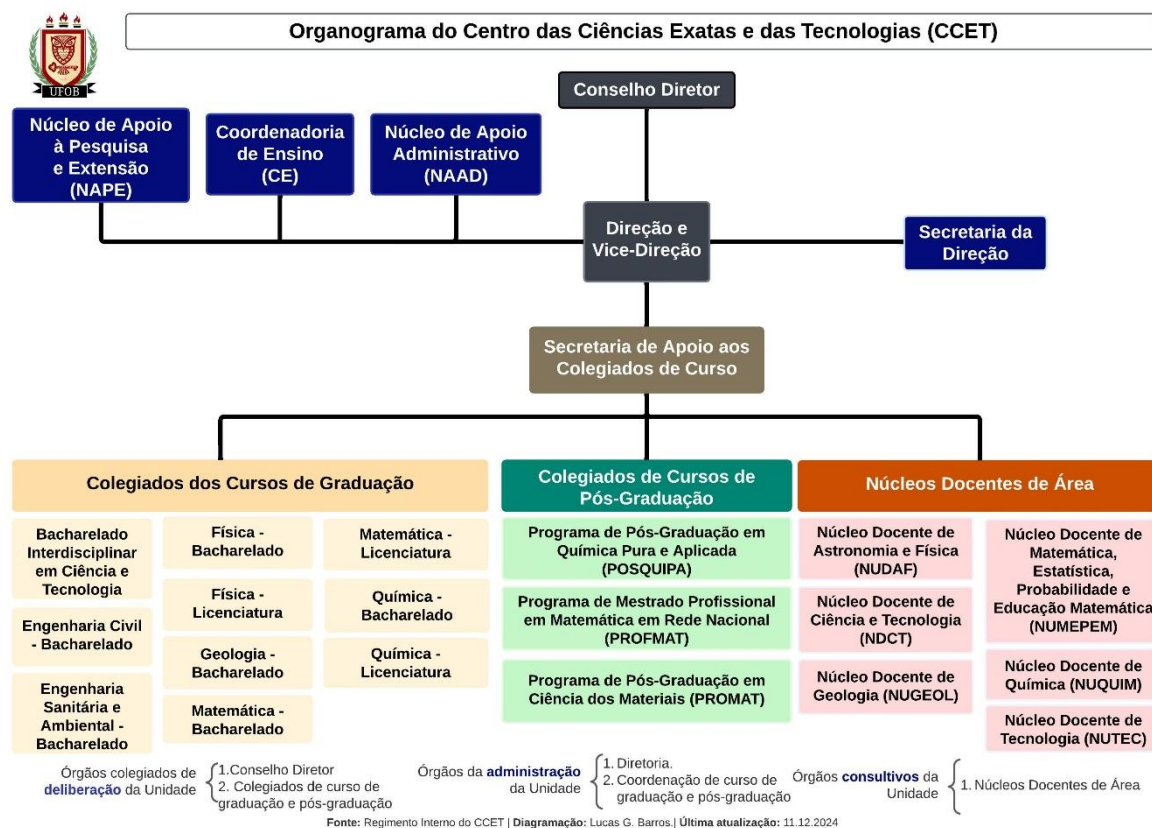 Organograma do Centro das Ciências Exatas e das Tecnologias (CCET)
UFOB
Conselho Diretor
Núcleo de Apoio
à Pesquisa
e Extensão
(NAPE)
Coordenadoria
de Ensino
(CE)
Núcleo de Apoio
Administrativo
(NAAD)
Direção e
Vice-Direção
Secretaria da
Direção
Secretaria de Apoio aos
Colegiados de Curso
Colegiados dos Cursos de Graduação
Bacharelado
Interdisciplinar
em Ciência e
Tecnologia
Engenharia Civil
- Bacharelado
Engenharia
Sanitária e
Ambiental -
Bacharelado
Física -
Bacharelado
Física -
Licenciatura
Geologia -
Bacharelado
Matemática -
Bacharelado
Matemática -
Licenciatura
Química -
Bacharelado
Química -
Licenciatura
Colegiados de Cursos de
Pós-Graduação
Programa de Pós-Graduação em
Química Pura e Aplicada
(POSQUIPA)
Programa de Mestrado Profissional
em Matemática em Rede Nacional
(PROFMAT)
Programa de Pós-Graduação em
Ciência dos Materiais (PROMAT)
Núcleos Docentes de Área
Núcleo Docente de
Astronomia e Física
(NUDAF)
Núcleo Docente de
Ciência e Tecnologia
(NDCT)
Núcleo Docente de
Geologia (NUGEOL)
Núcleo Docente de
Matemática,
Estatística,
Probabilidade e
Educação Matemática
(NUMEPEM)
Núcleo Docente de
Química (NUQUIM)
Núcleo Docente de
Tecnologia (NUTEC)
Órgãos colegiados de
deliberação da Unidade
1.Conselho Diretor
2. Colegiados de curso de
graduação e pós-graduação
Órgãos da administração
da Unidade
1. Diretoria.
2. Coordenação de curso de
graduação e pós-graduação
Órgãos consultivos da
Unidade
1. Núcleos Docentes de Área
Fonte: Regimento Interno do CCET | Diagramação: Lucas G. Barros.| Última atualização: 11.12.2024